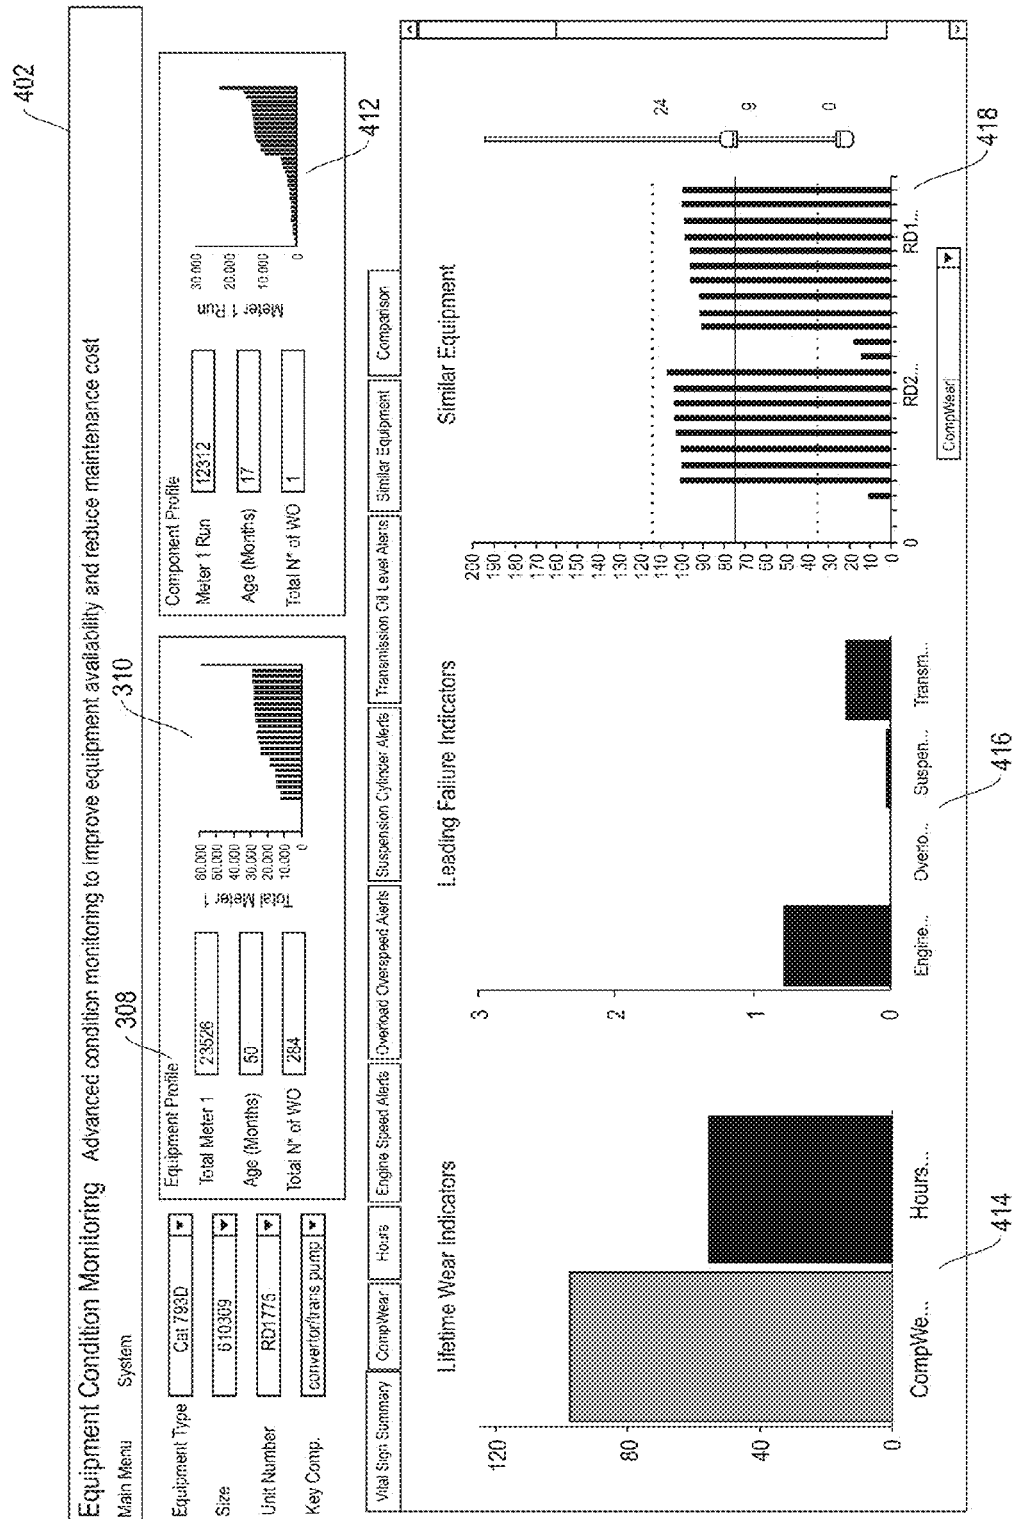 402
Equipment Condition Monitoring Advanced condition monitoring to improve equipment availability and reduce maintenance cost
Main Menu System
Equipment Type Cat 793D
Size 610309
Unit Number RD1775
Key Comp. convertor/trans pump
308
310
Equipment Profile
Total Meter 1 23526
Age (Months) 50
Total N* of WO 284
Total Meter 1
60.000
50.000
40.000
30.000
20.000
10.000
0
Component Profile
Meter 1 Run 12312
Age (Months) 17
Total N* of WO 1
Meter 1 Run
30.000
20.000
10.000
0
412
Vital Sign Summary CompWear Hours Engine Speed Alerts Overload Overspeed Alerts Suspension Cylinder Alerts Transmission Oil Level Alerts Similar Equipment Comparison
Lifetime Wear Indicators
120
80
40
0
CompWe... Hours...
414
Leading Failure Indicators
3
2
1
0
Engine... Overlo... Suspen... Transm...
416
Similar Equipment
200
190
180
170
160
150
140
130
120
110
100
90
80
70
60
50
40
30
20
10
0
0 RD2... RD1...
24
9
0
CompWear
418